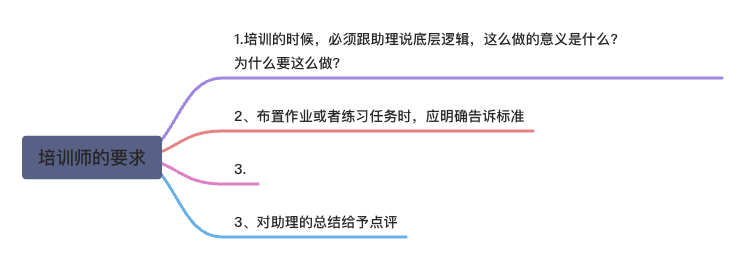 1.培训的时候，必须跟助理说底层逻辑，这么做的意义是什么？
为什么要这么做？
2、布置作业或者练习任务时，应明确告诉标准
培训师的要求
3.
3、对助理的总结给予点评